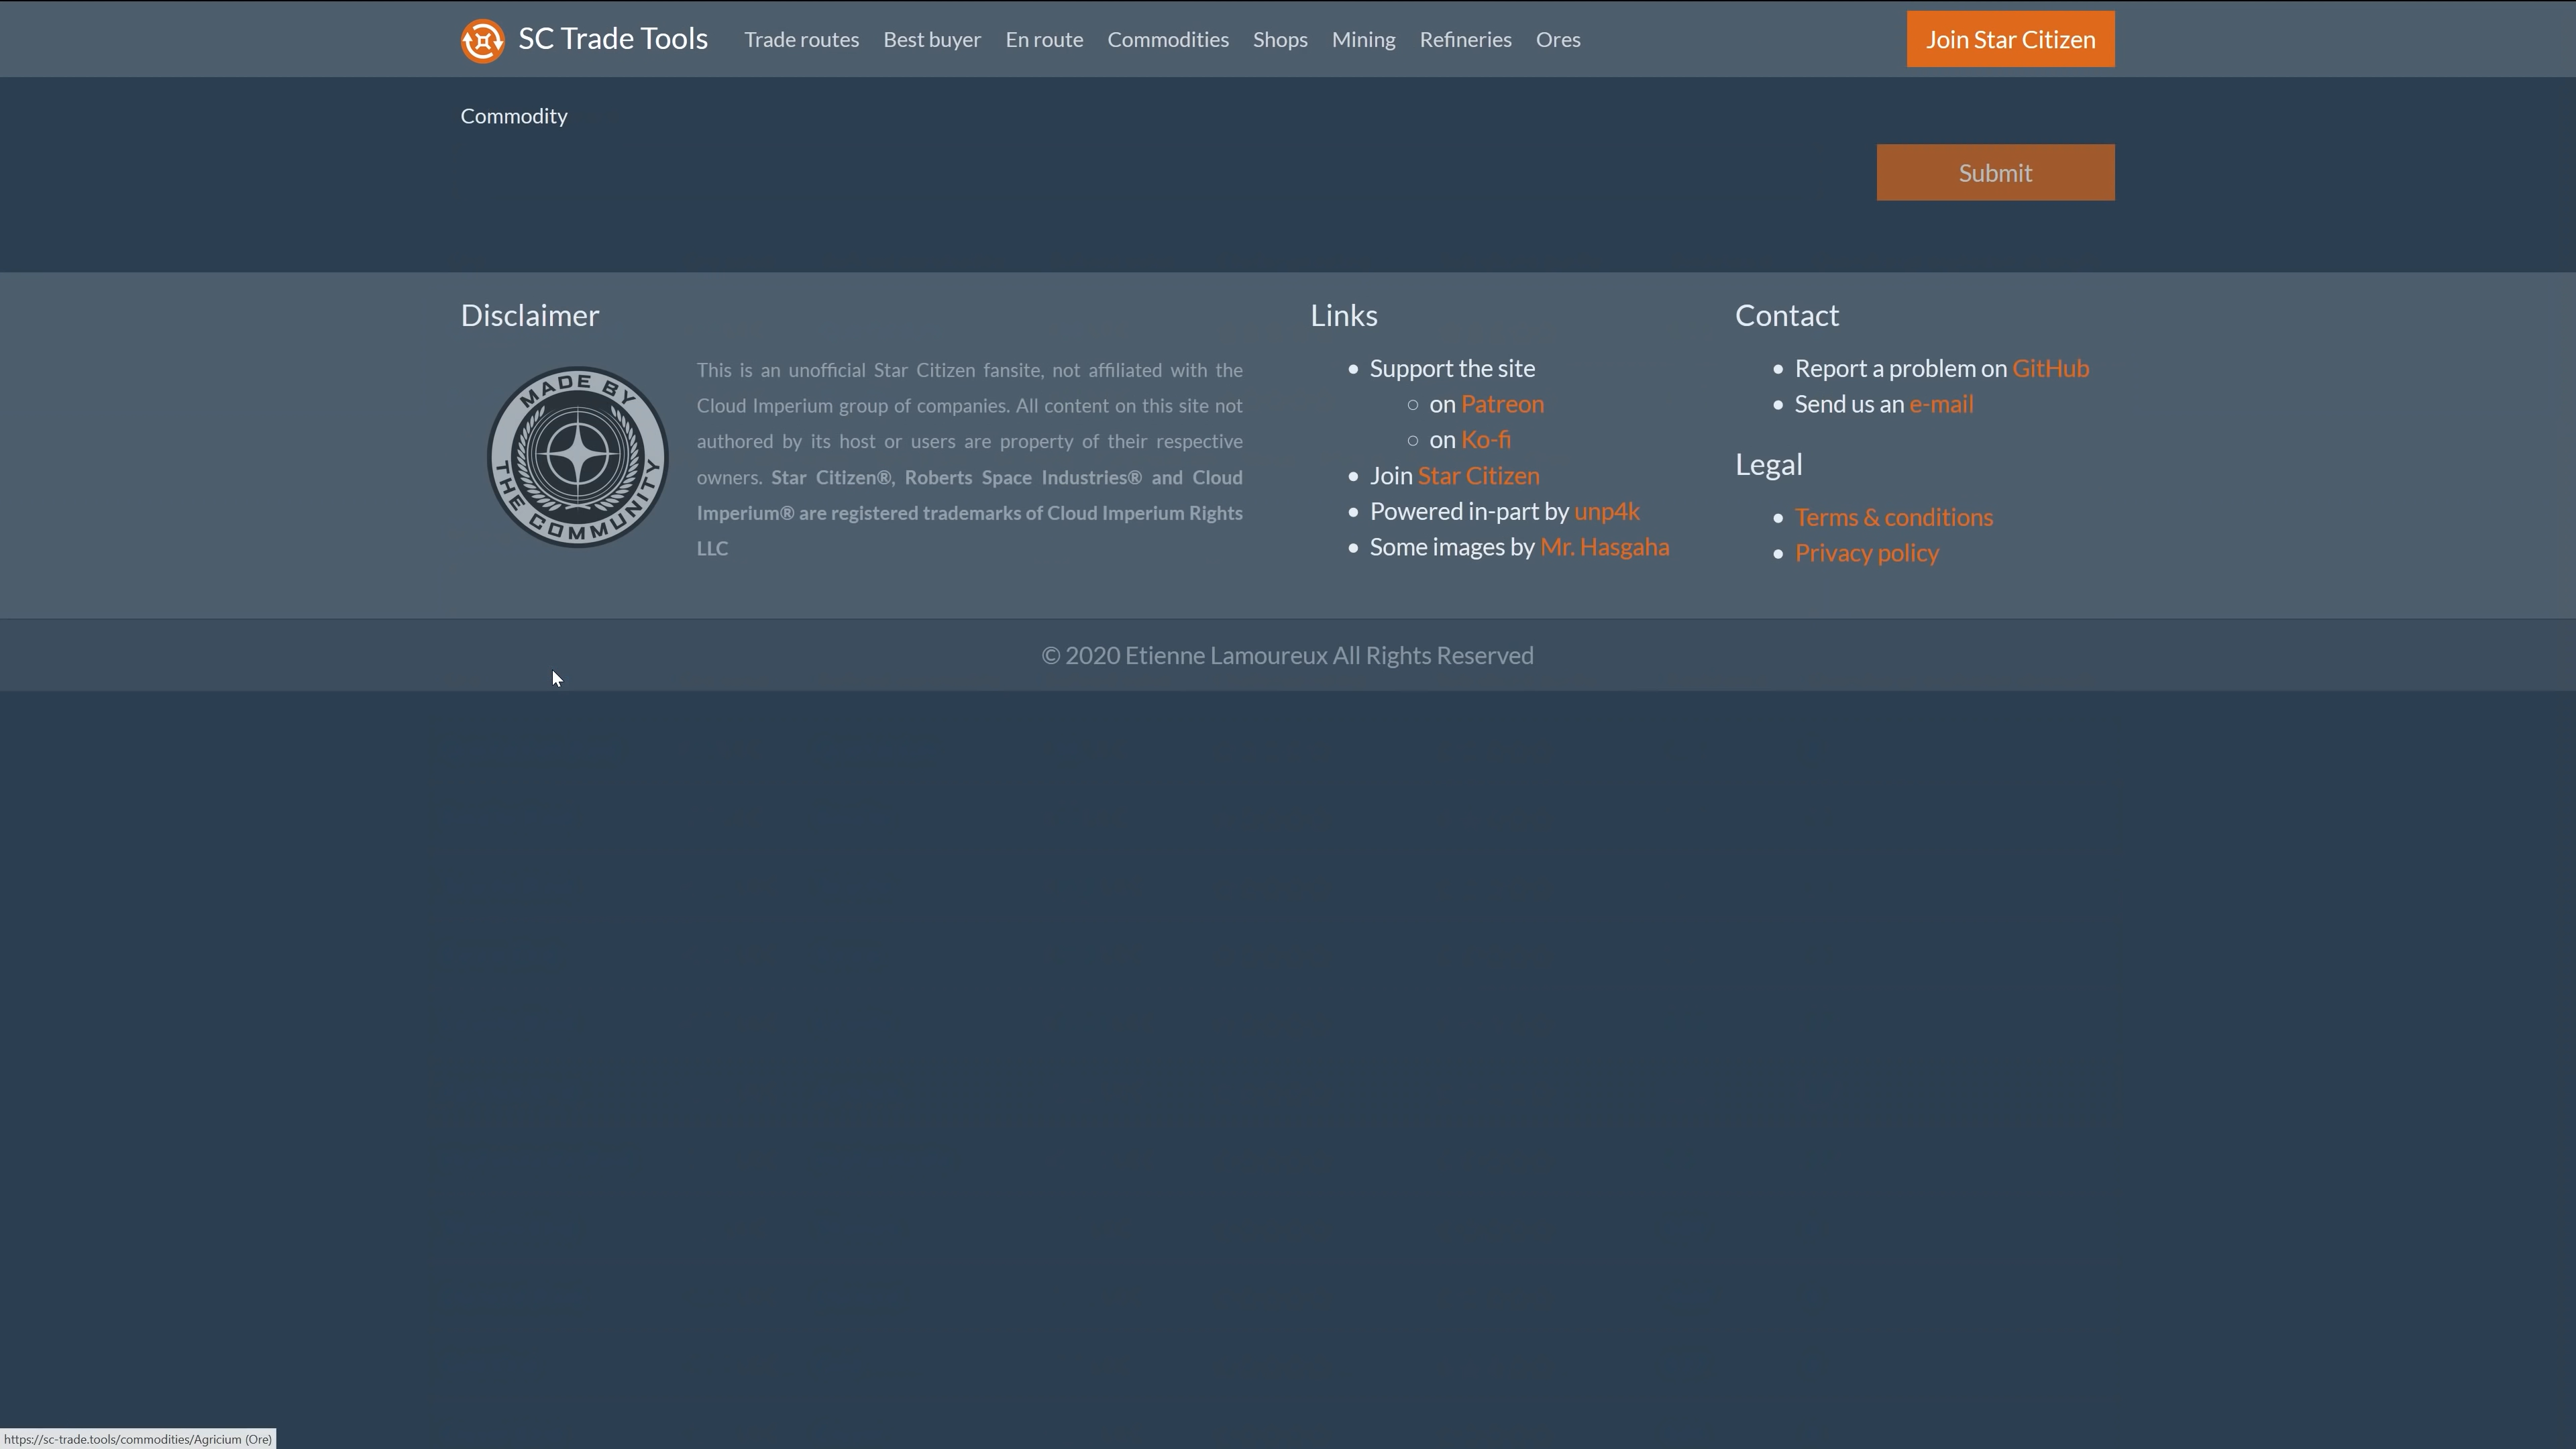 SC Trade Tools Trade routes Best buyer En route Commodities Shops Mining Refineries Ores Join Star Citizen
Commodity
Submit
Disclaimer
MADE BY
THE COMMUNITY
This is an unofficial Star Citizen fansite, not affiliated with the
Cloud Imperium group of companies. All content on this site not
authored by its host or users are property of their respective
owners. Star Citizen®, Roberts Space Industries® and Cloud
Imperium® are registered trademarks of Cloud Imperium Rights
LLC
Links
Support the site
on Patreon
on Ko-fi
Join Star Citizen
Powered in-part by unp4k
Some images by Mr. Hasgaha
Contact
Report a problem on GitHub
Send us an e-mail
Legal
Terms & conditions
Privacy policy
© 2020 Etienne Lamoureux All Rights Reserved
https://sc-trade.tools/commodities/Agricium (Ore)